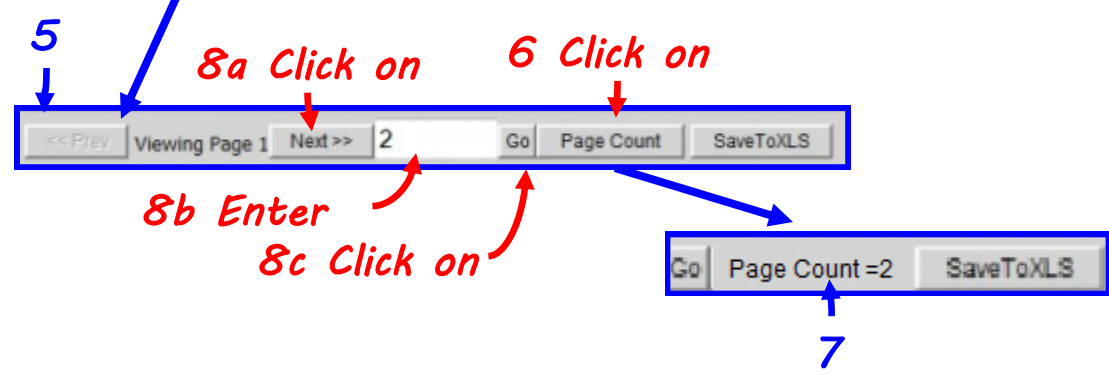 5
8a Click on
6 Click on
<< Prev Viewing Page 1 Next >> 2 Go Page Count SaveToXLS
8b Enter
8c Click on
Go Page Count =2 SaveToXLS
7